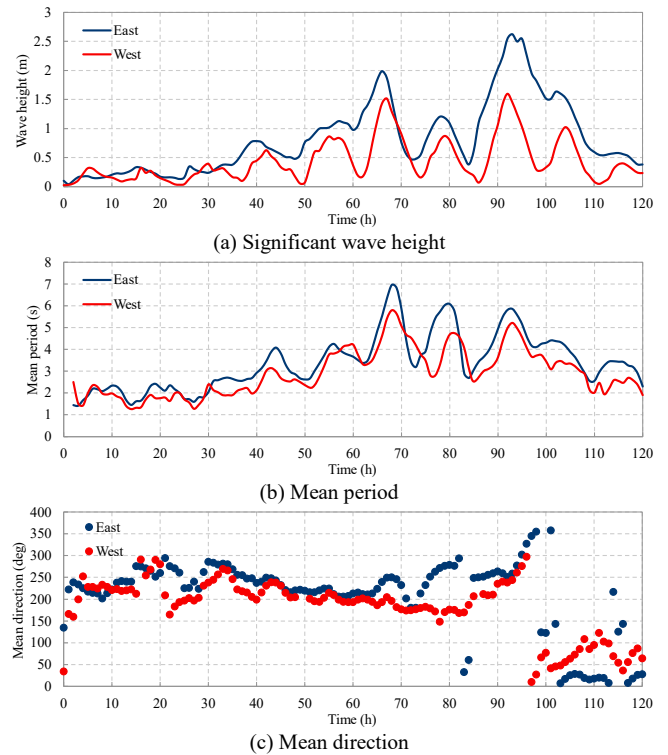 3
2.5
2
1.5
1
0.5
0
Wave height (m)
East
West
0 10 20 30 40 50 60 70 80 90 100 110 120
Time (h)
(a) Significant wave height
8
7
6
5
4
3
2
1
0
Mean period (s)
East
West
0 10 20 30 40 50 60 70 80 90 100 110 120
Time (h)
(b) Mean period
400
350
300
250
200
150
100
50
0
Mean direction (deg)
East
West
0 10 20 30 40 50 60 70 80 90 100 110 120
Time (h)
(c) Mean direction